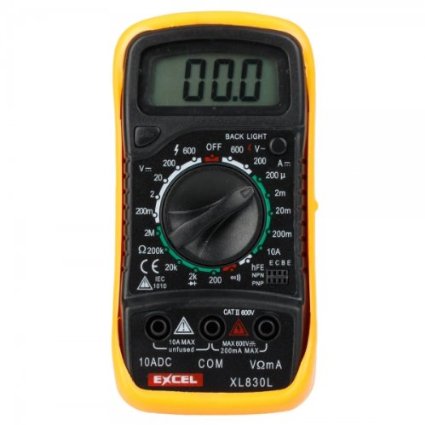 00.0
BACK LIGHT
600 OFF 600 V~
V⎓ 200 200 A⎓
20 200µ
2 2m
200m 20m
2M 200m
Ω 200k 10A
20k 2k 200 hFE E C B E
CE IEC 1010 NPN
PNP
CAT II 600V
10A MAX MAX 600V⎓
unfused 200mA MAX
10ADC COM VΩmA
EXCEL XL830L